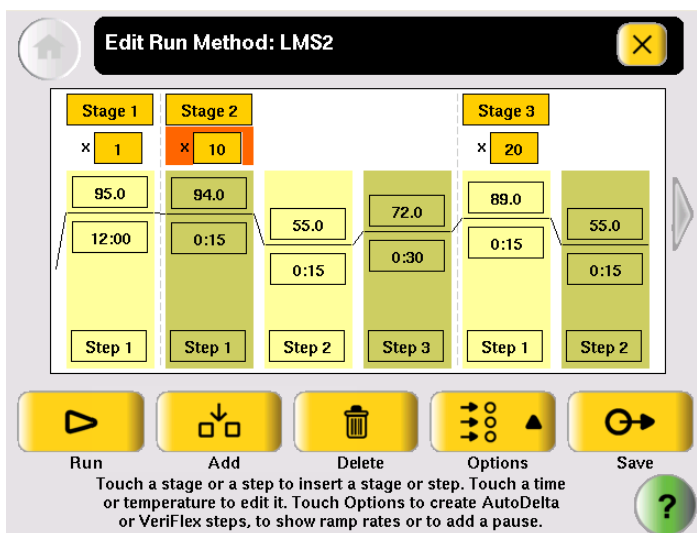 Edit Run Method: LMS2
Stage 1
Stage 2
Stage 3
x 1
x 10
x 20
95.0
94.0
55.0
72.0
89.0
55.0
12:00
0:15
0:15
0:30
0:15
0:15
Step 1
Step 1
Step 2
Step 3
Step 1
Step 2
Run
Add
Delete
Options
Save
Touch a stage or a step to insert a stage or step. Touch a time
or temperature to edit it. Touch Options to create AutoDelta
or VeriFlex steps, to show ramp rates or to add a pause.
?